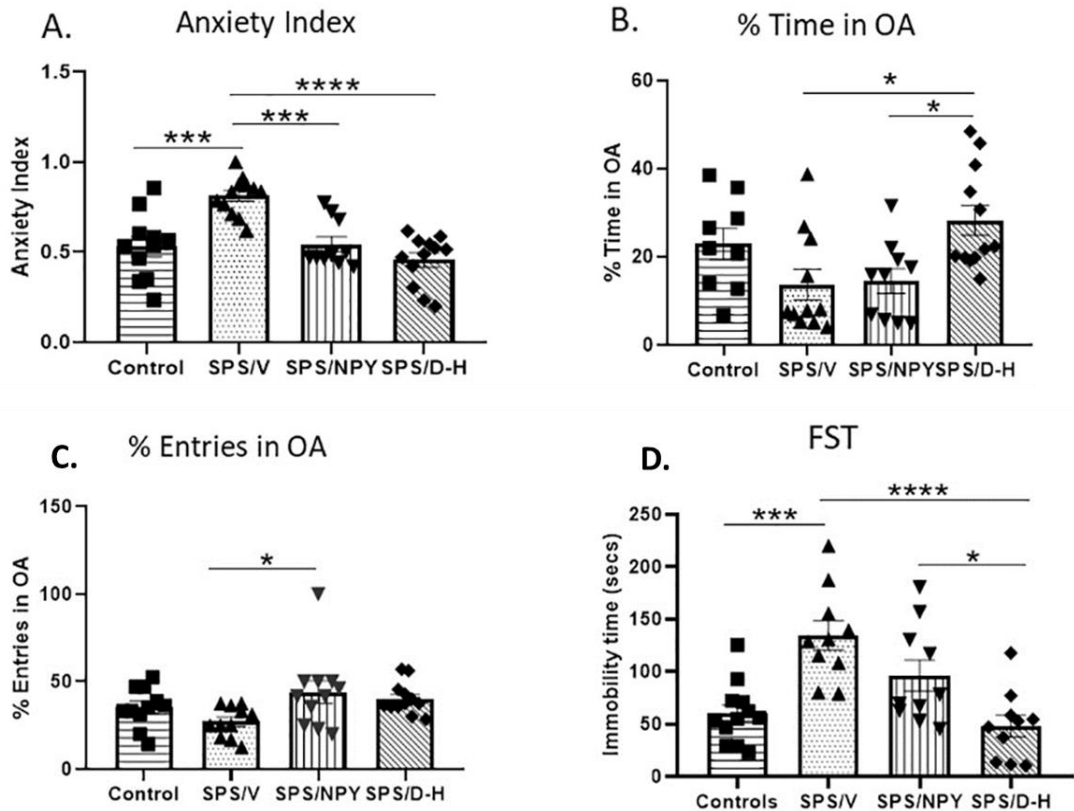 A.
Anxiety Index
Anxiety Index
1.5
1.0
0.5
0.0
***
***
****
Control SPS/V SPS/NPY SPS/D-H
B.
% Time in OA
% Time in OA
60
40
20
0
*
*
Control SPS/V SPS/NPY SPS/D-H
C.
% Entries in OA
% Entries in OA
150
100
50
0
*
Control SPS/V SPS/NPY SPS/D-H
D.
FST
Immobility time (secs)
250
200
150
100
50
0
***
****
*
Controls SPS/V SPS/NPY SPS/D-H